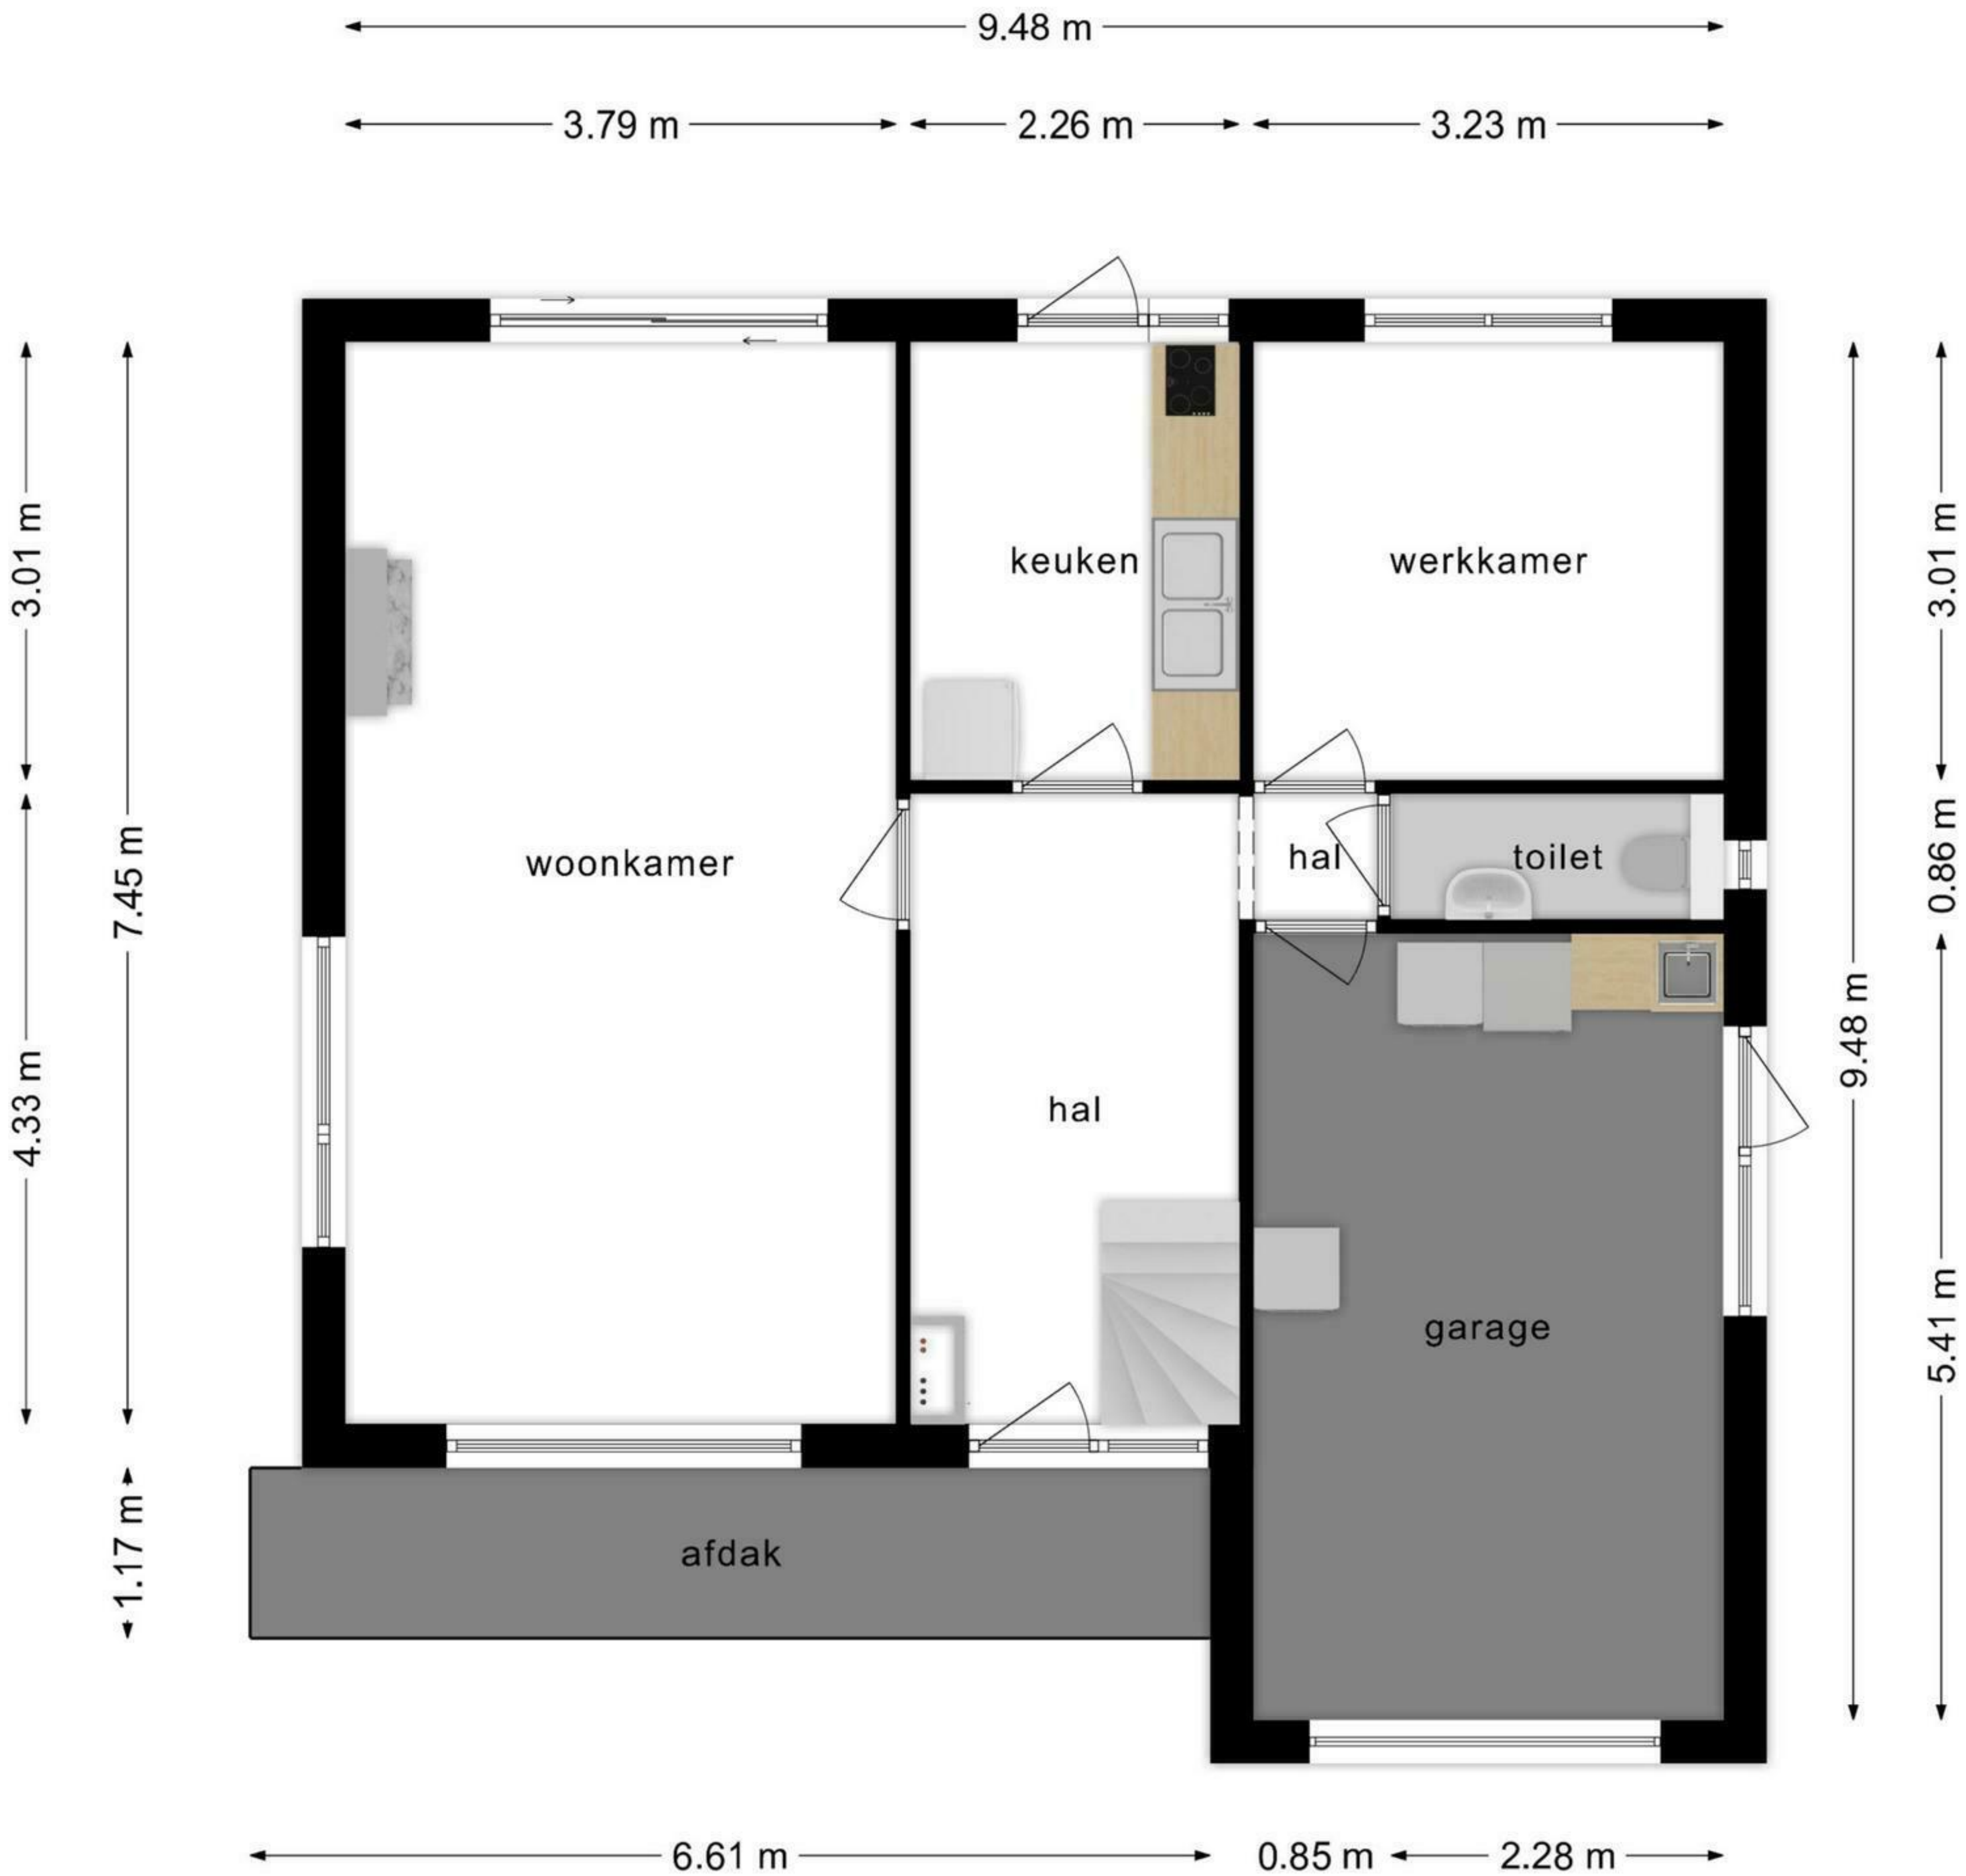 9.48 m
3.79 m
2.26 m
3.23 m
3.01 m
4.33 m
7.45 m
1.17 m
keuken
werkkamer
woonkamer
hal
toilet
hal
garage
afdak
9.48 m
3.01 m
0.86 m
5.41 m
6.61 m
0.85 m
2.28 m